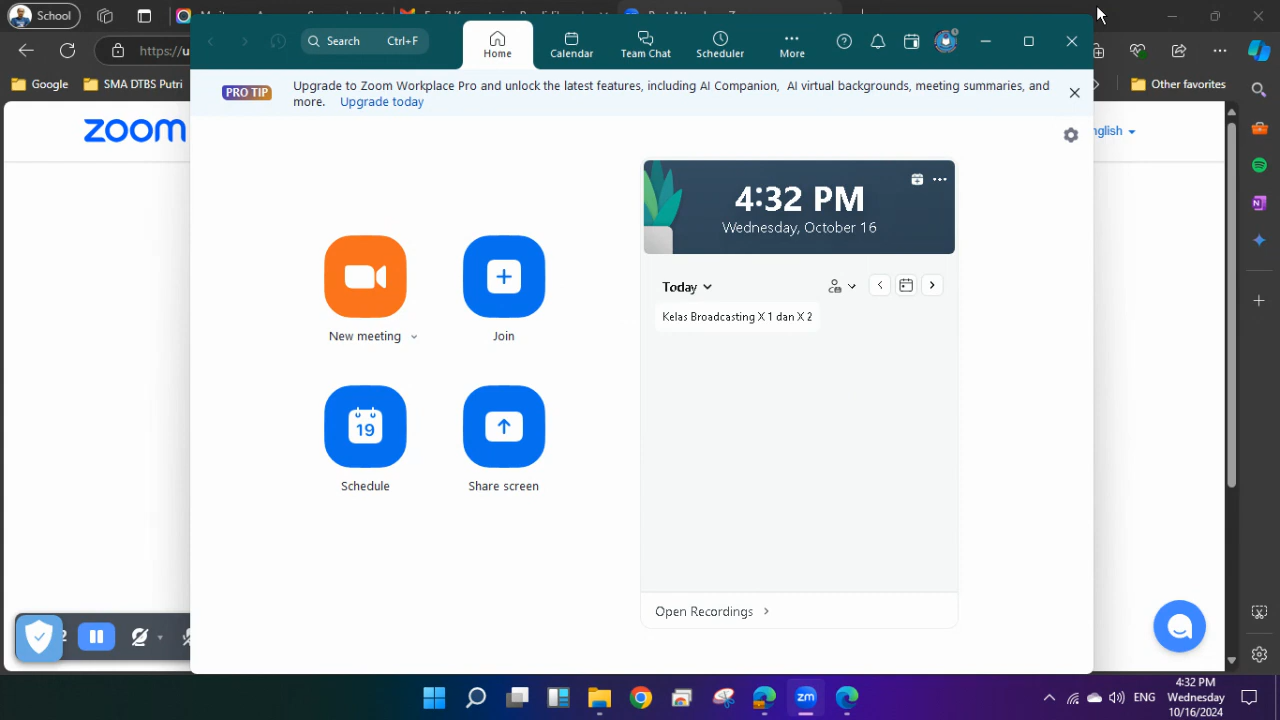 School
https://u
Google
SMA DTBS Putri
Other favorites
Search Ctrl+F
Home
Calendar
Team Chat
Scheduler
More
PRO TIP
Upgrade to Zoom Workplace Pro and unlock the latest features, including AI Companion, AI virtual backgrounds, meeting summaries, and
more. Upgrade today
zoom
nglish
4:32 PM
Wednesday, October 16
Today
Kelas Broadcasting X 1 dan X 2
New meeting
Join
19
Schedule
Share screen
Open Recordings
2
zm
ENG
4:32 PM
Wednesday
10/16/2024